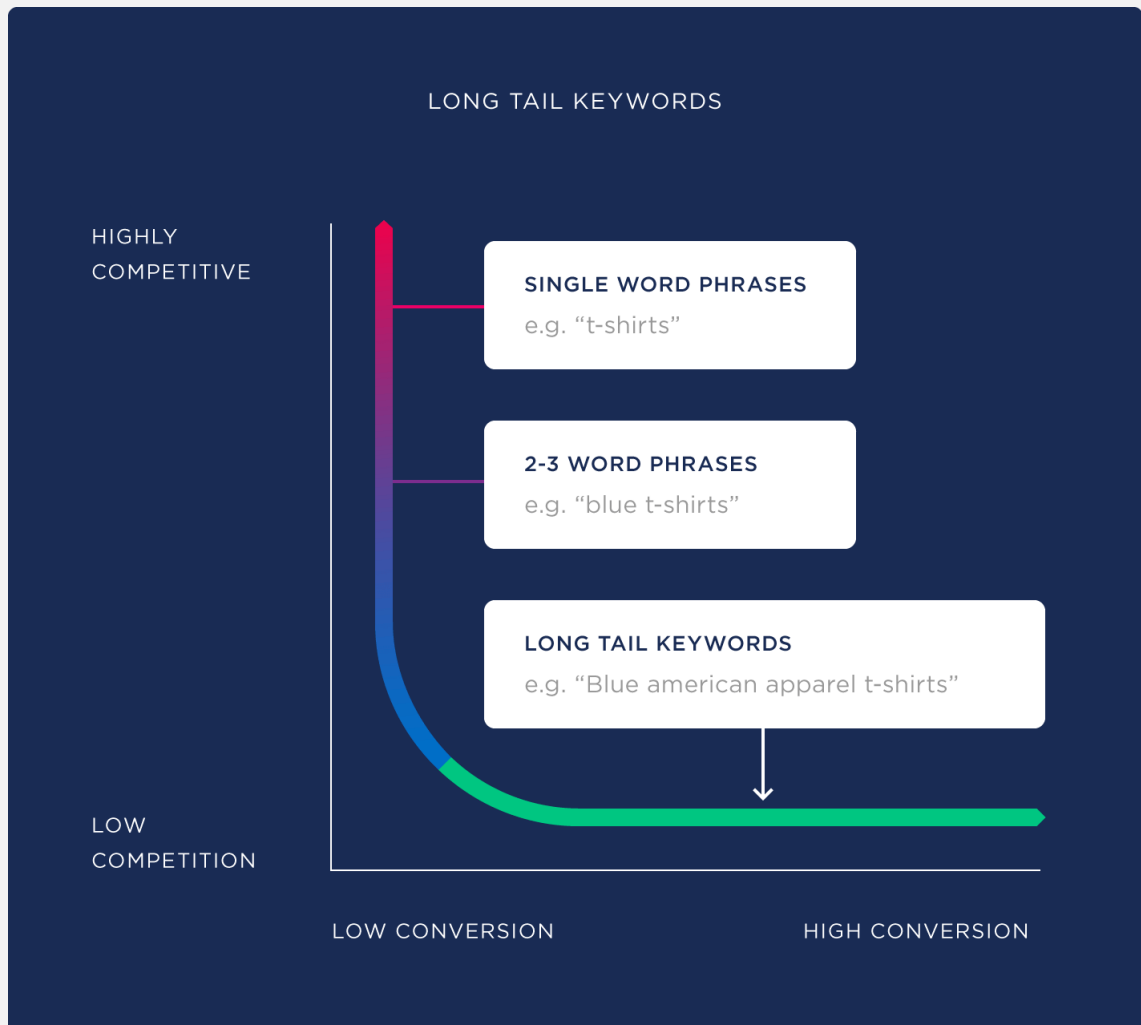 LONG TAIL KEYWORDS
HIGHLY
COMPETITIVE
SINGLE WORD PHRASES
e.g. “t-shirts”
2-3 WORD PHRASES
e.g. “blue t-shirts”
LONG TAIL KEYWORDS
e.g. “Blue american apparel t-shirts”
LOW
COMPETITION
LOW CONVERSION
HIGH CONVERSION